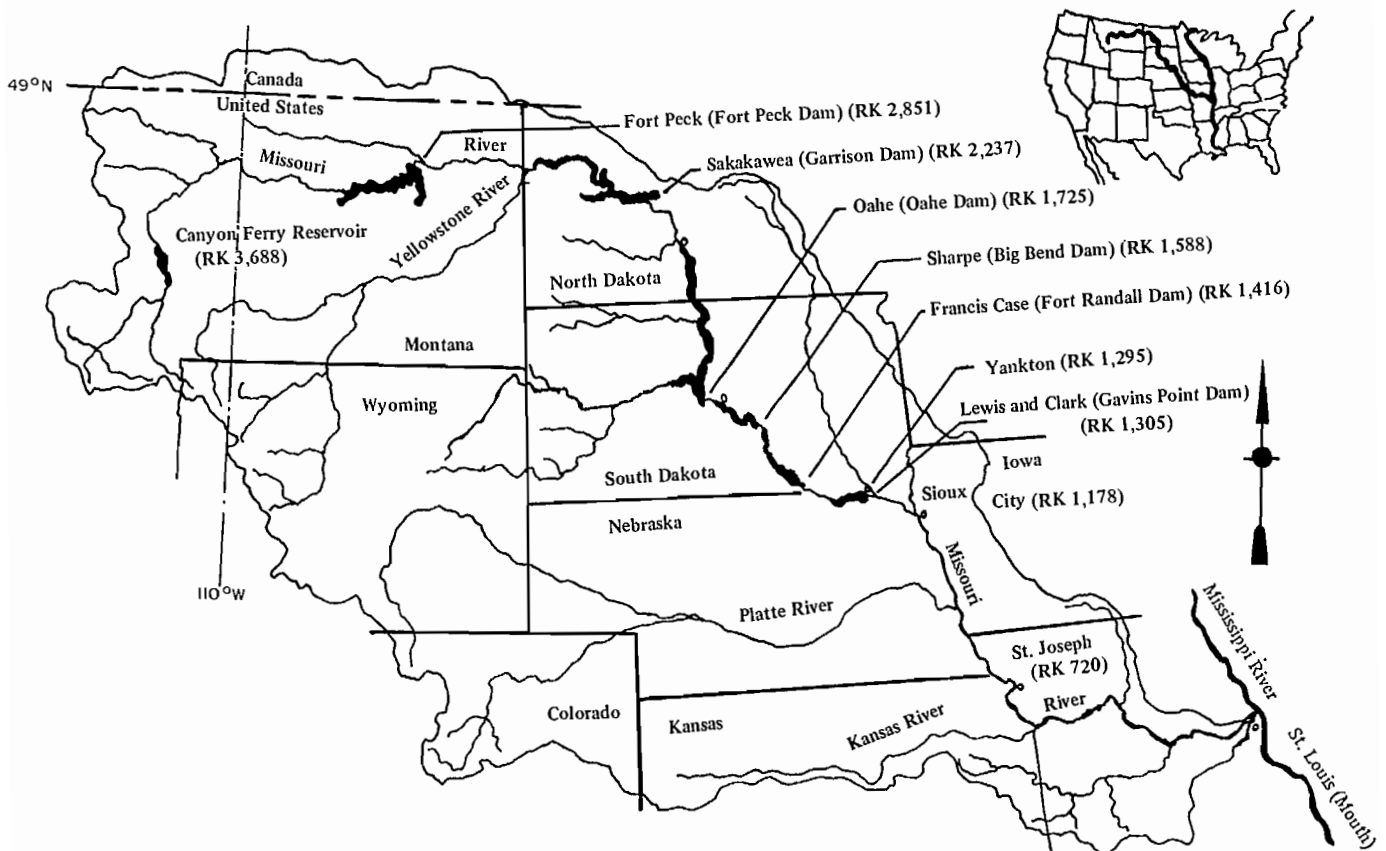 49°N
Canada
United States
Fort Peck (Fort Peck Dam) (RK 2,851)
Missouri
River
Sakakawea (Garrison Dam) (RK 2,237)
Yellowstone River
Oahe (Oahe Dam) (RK 1,725)
Canyon Ferry Reservoir
(RK 3,688)
Sharpe (Big Bend Dam) (RK 1,588)
North Dakota
Francis Case (Fort Randall Dam) (RK 1,416)
Montana
Yankton (RK 1,295)
Wyoming
Lewis and Clark (Gavins Point Dam)
(RK 1,305)
Iowa
South Dakota
Sioux
City (RK 1,178)
Nebraska
Missouri
110°W
Platte River
Mississippi River
St. Joseph
(RK 720)
River
Colorado
Kansas
Kansas River
St. Louis (Mouth)